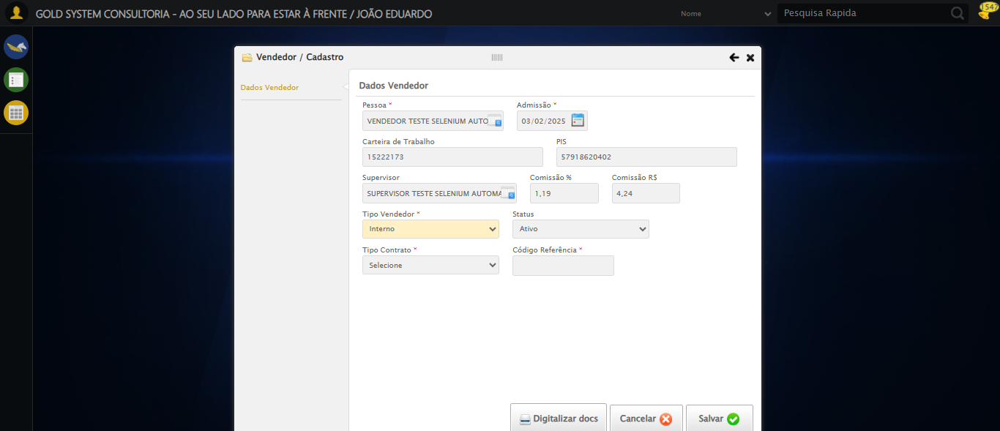 GOLD SYSTEM CONSULTORIA - AO SEU LADO PARA ESTAR À FRENTE / JOÃO EDUARDO
Nome
Pesquisa Rapida
1547
Vendedor / Cadastro
Dados Vendedor
Dados Vendedor
Pessoa * Admissão *
VENDEDOR TESTE SELENIUM AUTO 03/02/2025
Carteira de Trabalho PIS
15222173 57918620402
Supervisor Comissão % Comissão R$
SUPERVISOR TESTE SELENIUM AUTOMA 1,19 4,24
Tipo Vendedor * Status
Interno Ativo
Tipo Contrato * Código Referência *
Selecione
Digitalizar docs Cancelar Salvar